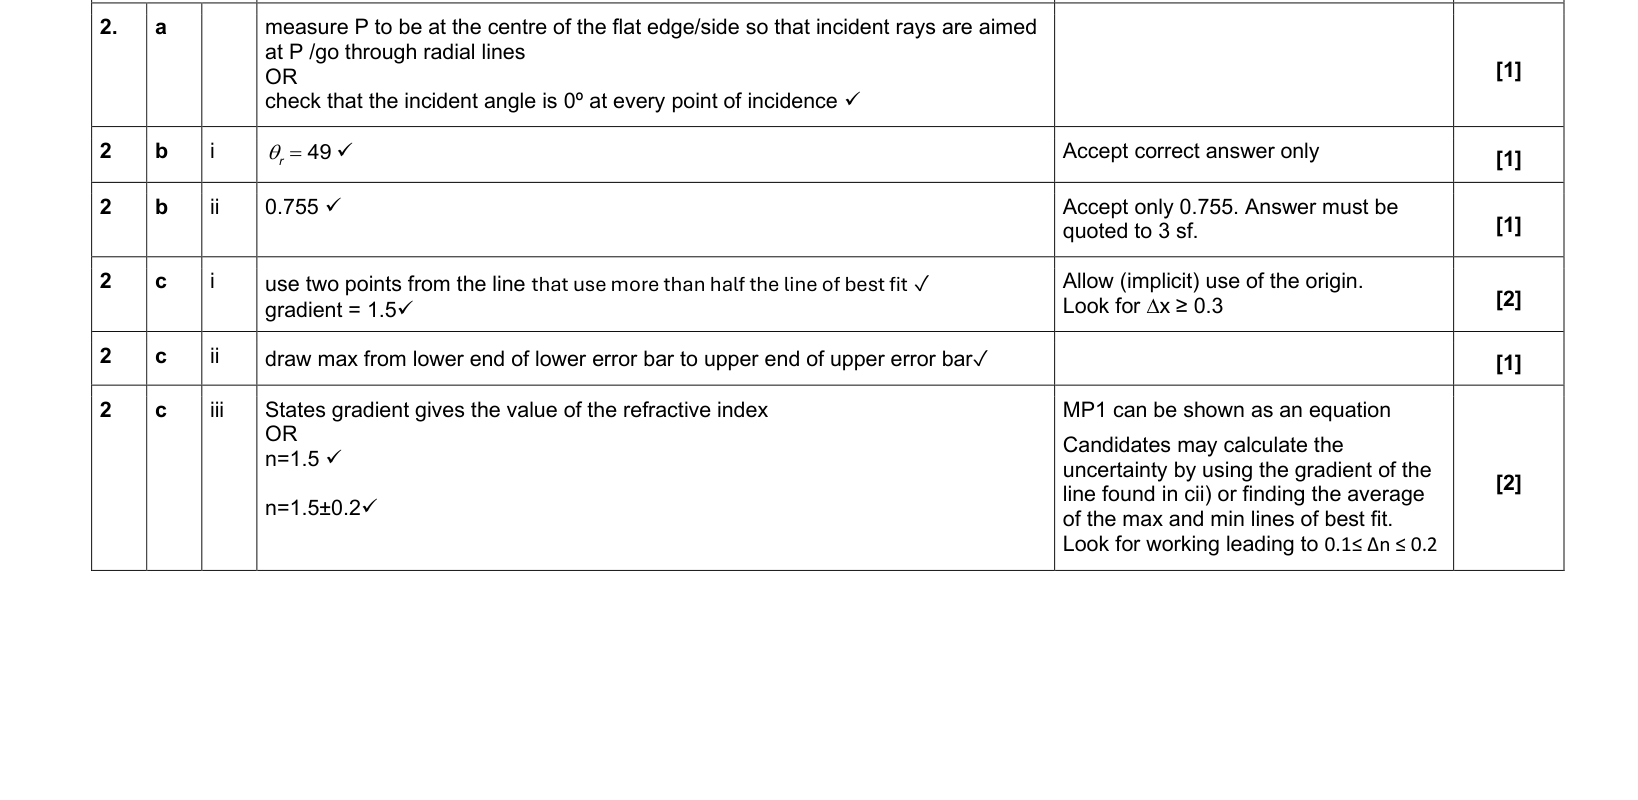 2. a measure P to be at the centre of the flat edge/side so that incident rays are aimed
at P /go through radial lines
OR
check that the incident angle is 0º at every point of incidence ✓
[1]
2 b i θr = 49 ✓ Accept correct answer only [1]
2 b ii 0.755 ✓ Accept only 0.755. Answer must be
quoted to 3 sf.
[1]
2 c i use two points from the line that use more than half the line of best fit ✓
gradient = 1.5✓
Allow (implicit) use of the origin.
Look for Δx ≥ 0.3
[2]
2 c ii draw max from lower end of lower error bar to upper end of upper error bar✓ [1]
2 c iii States gradient gives the value of the refractive index
OR
n=1.5 ✓
n=1.5±0.2✓
MP1 can be shown as an equation
Candidates may calculate the
uncertainty by using the gradient of the
line found in cii) or finding the average
of the max and min lines of best fit.
Look for working leading to 0.1≤ Δn ≤ 0.2
[2]